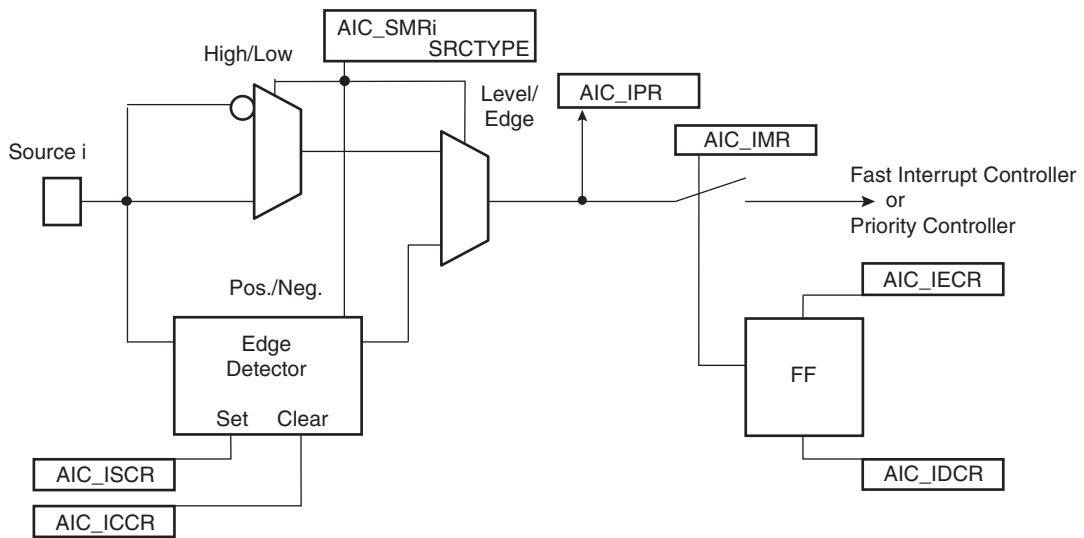 AIC_SMRi
SRCTYPE
High/Low
Level/
Edge
AIC_IPR
AIC_IMR
Source i
Fast Interrupt Controller
or
Priority Controller
Pos./Neg.
AIC_IECR
Edge
Detector
FF
Set Clear
AIC_ISCR
AIC_IDCR
AIC_ICCR